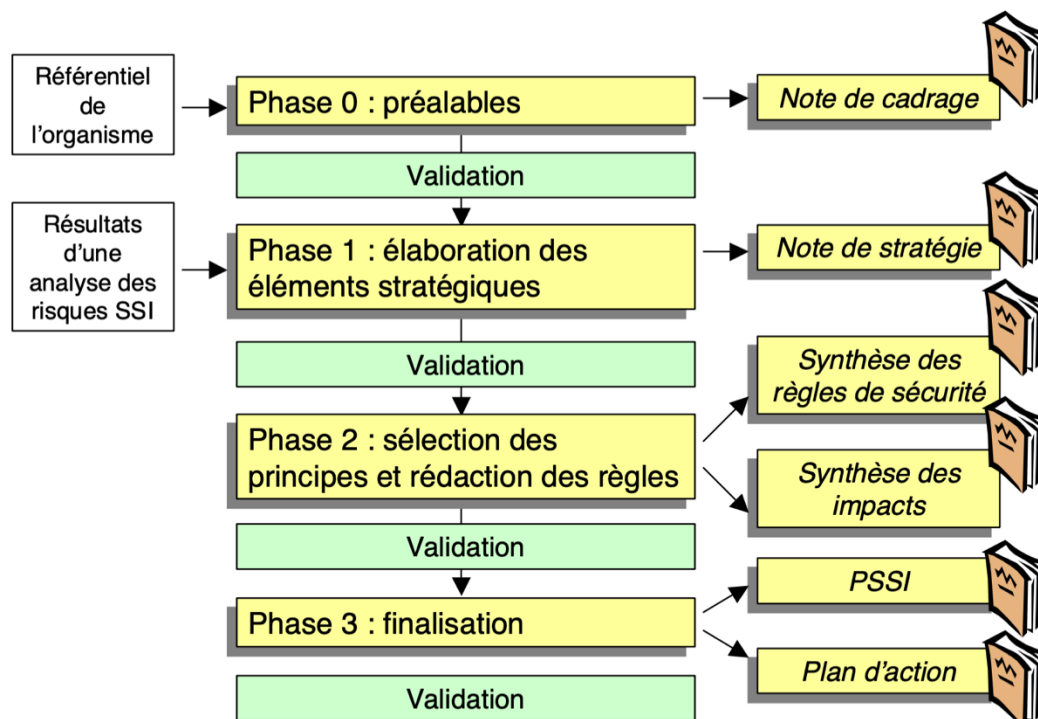 Référentiel
de
l'organisme
Phase 0 : préalables
Note de cadrage
Validation
Résultats
d'une
analyse des
risques SSI
Phase 1 : élaboration des
éléments stratégiques
Note de stratégie
Validation
Phase 2 : sélection des
principes et rédaction des règles
Synthèse des
règles de sécurité
Synthèse des
impacts
Validation
Phase 3 : finalisation
PSSI
Plan d'action
Validation